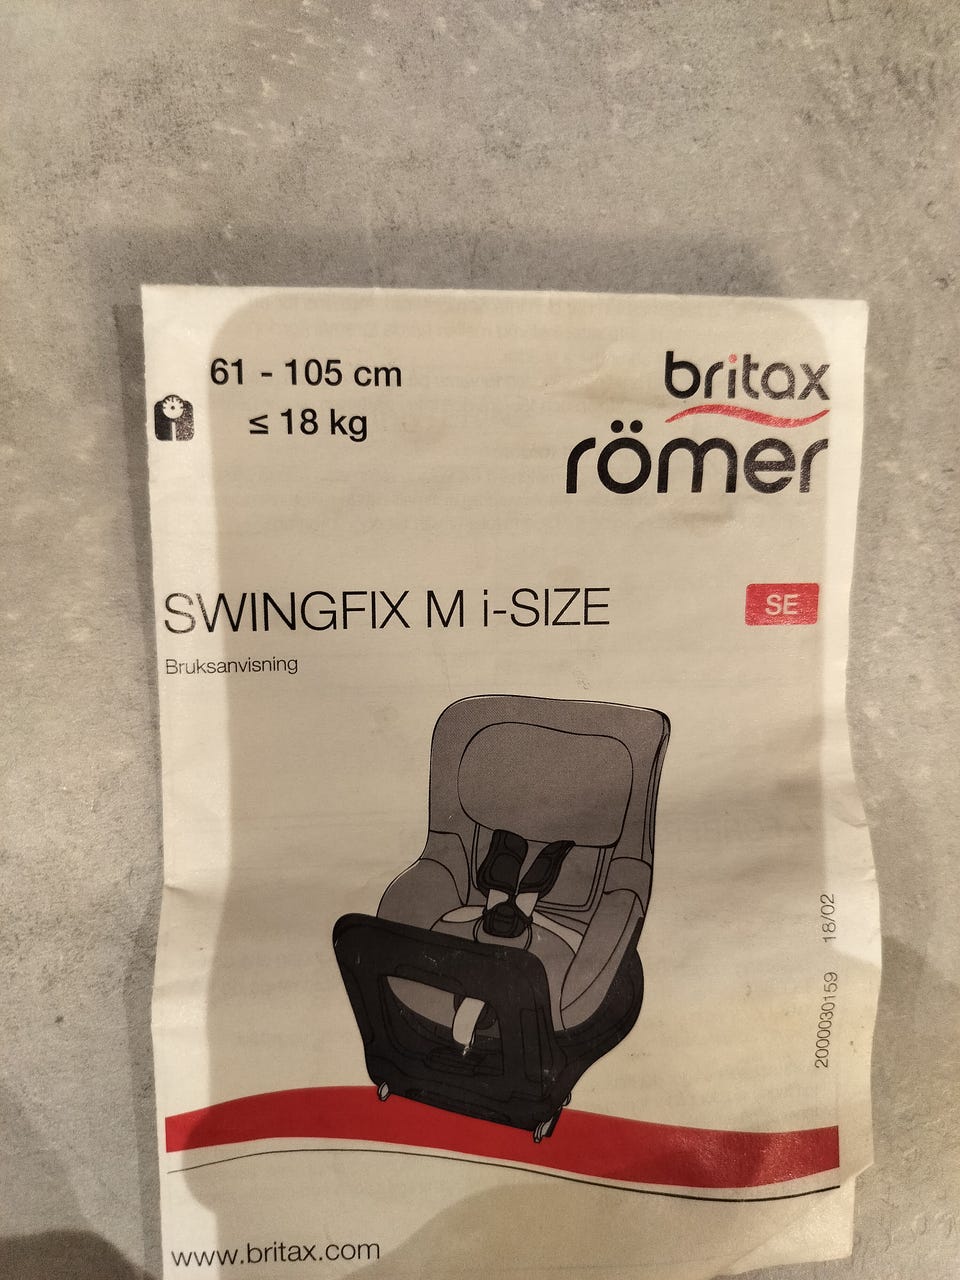 61 - 105 cm
≤ 18 kg
britax
römer
SWINGFIX M i-SIZE
SE
Bruksanvisning
2000030159 18/02
www.britax.com